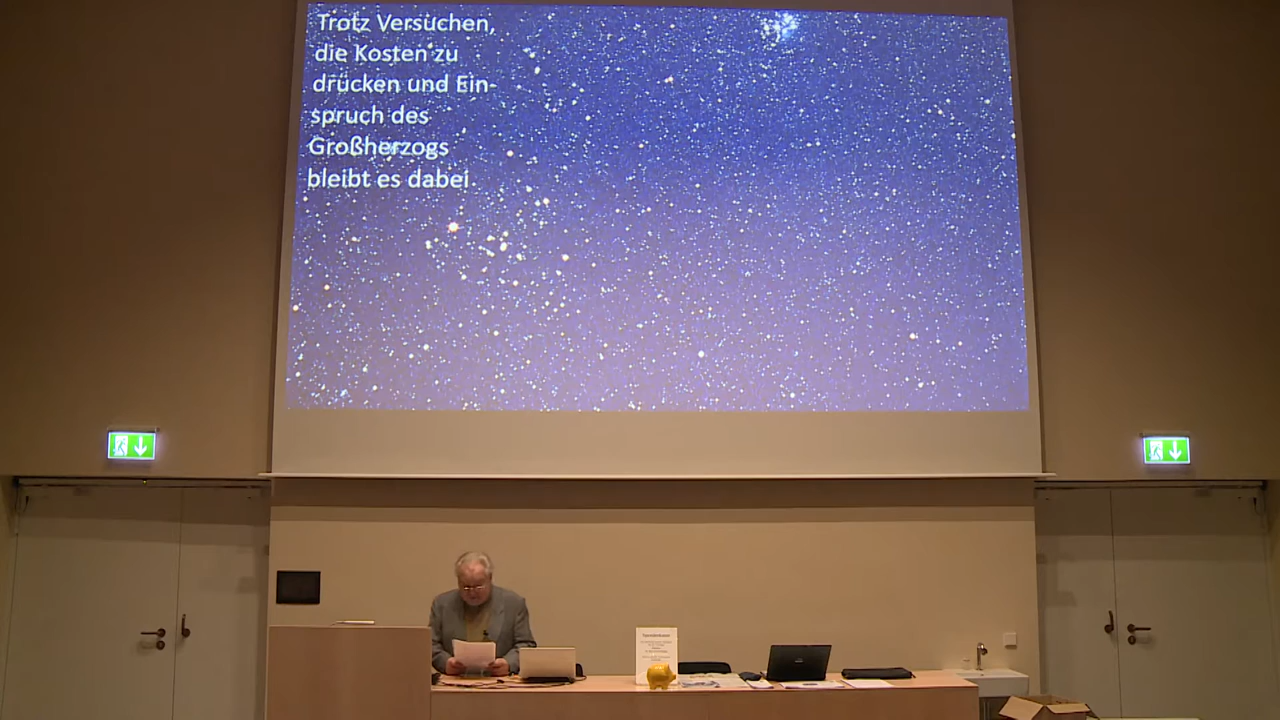 Trotz Versuchen,
die Kosten zu
drücken und Ein-
spruch des
Großherzogs
bleibt es dabei.